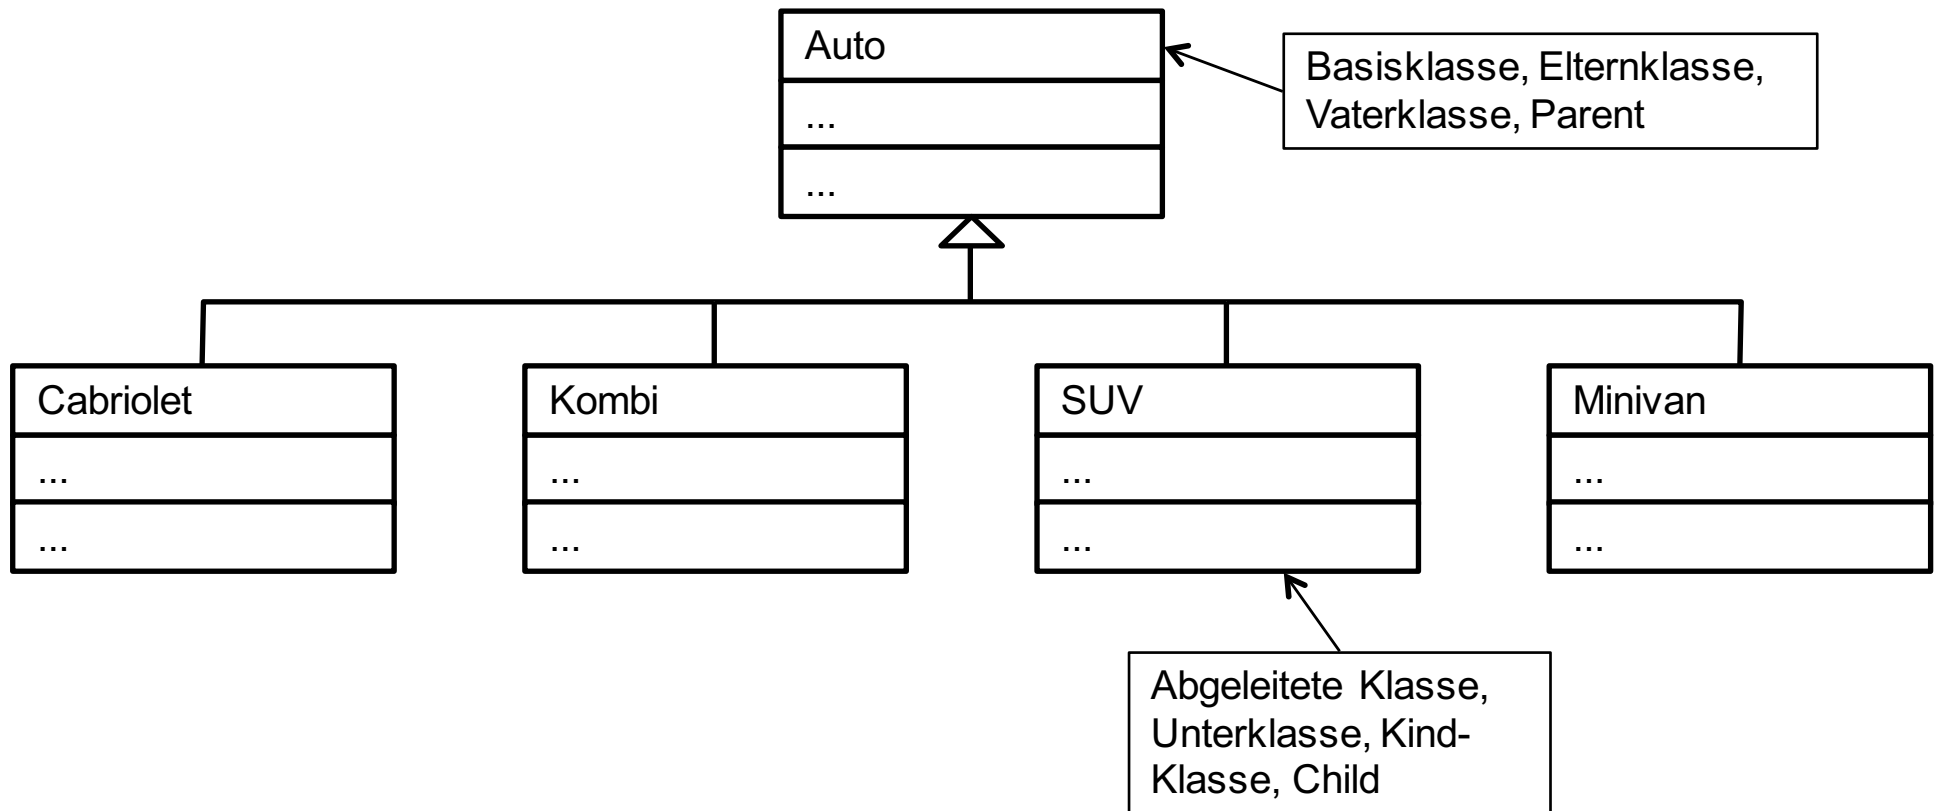 Auto
...
...
Basisklasse, Elternklasse,
Vaterklasse, Parent
Cabriolet
...
...
Kombi
...
...
SUV
...
...
Minivan
...
...
Abgeleitete Klasse,
Unterklasse, Kind-
Klasse, Child